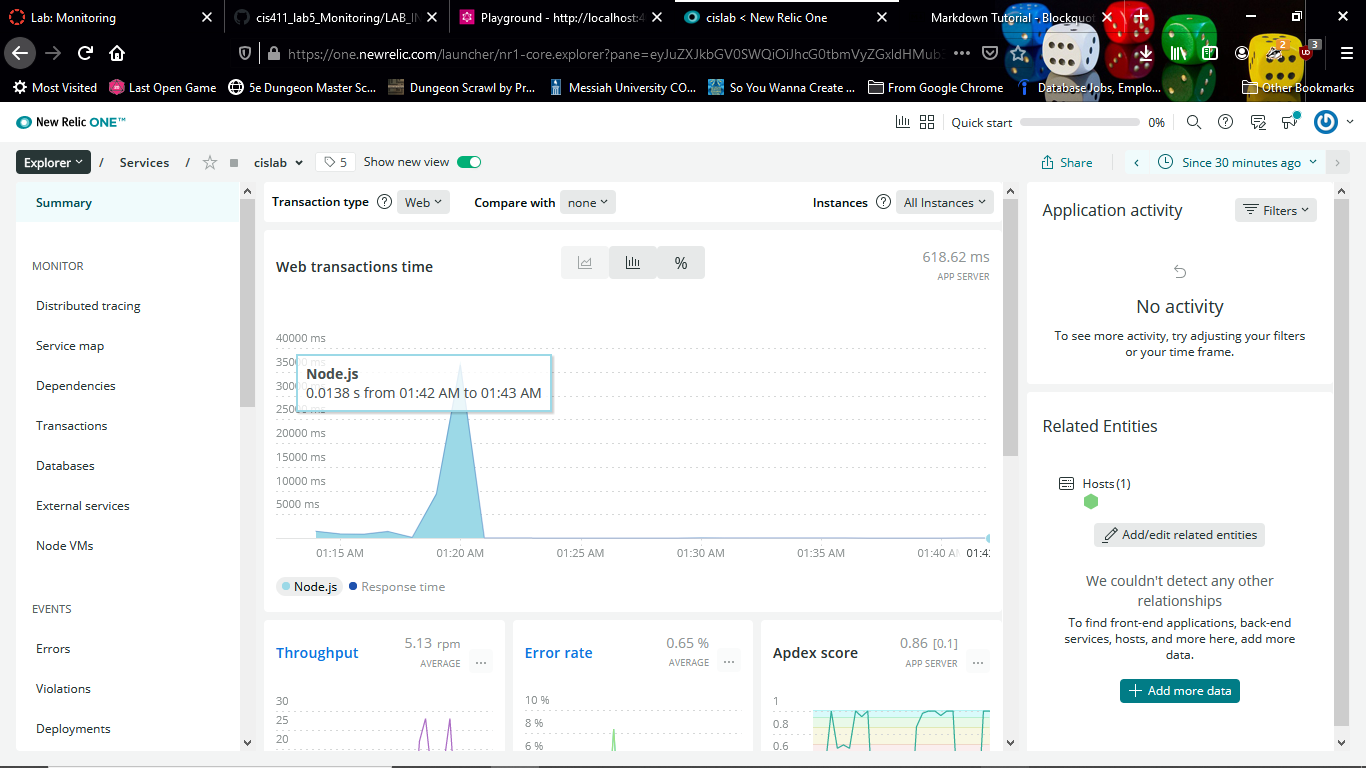 Lab: Monitoring
cis411_lab5_Monitoring/LAB_IN
Playground - http://localhost:4
cislab < New Relic One
Markdown Tutorial - Blockquot
https://one.newrelic.com/launcher/nr1-core.explorer?pane=eyJuZXJkbGV0SWQiOiJhcG0tbmVyZGxldHMub
2
3
Most Visited
Last Open Game
5e Dungeon Master Sc...
Dungeon Scrawl by Pr...
Messiah University CO...
So You Wanna Create ...
From Google Chrome
Database Jobs, Emplo...
Other Bookmarks
New Relic ONE™
Quick start
0%
Explorer
/ Services / cislab
5
Show new view
Share
Since 30 minutes ago
Summary
MONITOR
Distributed tracing
Service map
Dependencies
Transactions
Databases
External services
Node VMs
EVENTS
Errors
Violations
Deployments
Transaction type ? Web
Compare with none
Instances ? All Instances
Web transactions time
%
618.62 ms
APP SERVER
40000 ms
Node.js
0.0138 s from 01:42 AM to 01:43 AM
20000 ms
15000 ms
10000 ms
5000 ms
01:15 AM 01:20 AM 01:25 AM 01:30 AM 01:35 AM 01:40 A 01:4
Node.js Response time
Throughput
5.13 rpm
AVERAGE
...
30
25
20
Error rate
0.65 %
AVERAGE
...
10 %
8 %
6 %
Apdex score
0.86 [0.1]
APP SERVER
...
1
0.8
0.6
Application activity
Filters
No activity
To see more activity, try adjusting your filters
or your time frame.
Related Entities
Hosts (1)
Add/edit related entities
We couldn't detect any other
relationships
To find front-end applications, back-end
services, hosts, and more here, add more
data.
+ Add more data